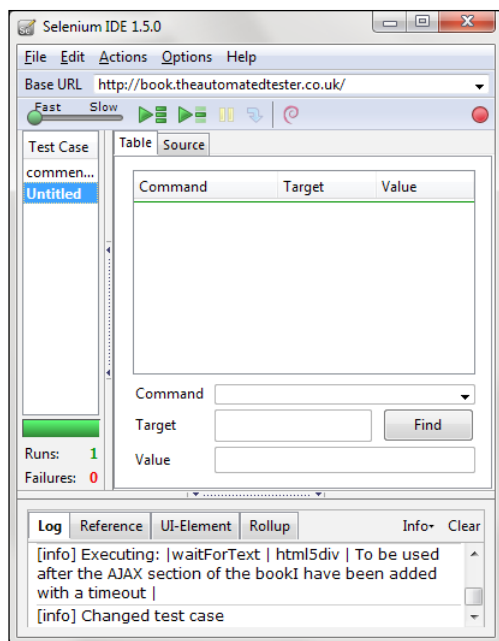 Selenium IDE 1.5.0
File Edit Actions Options Help
Base URL http://book.theautomatedtester.co.uk/
Fast Slow
Test Case
commen...
Untitled
Table Source
Command Target Value
Command
Target Find
Value
Runs: 1
Failures: 0
Log Reference UI-Element Rollup Info Clear
[info] Executing: |waitForText | html5div | To be used
after the AJAX section of the bookI have been added
with a timeout |
[info] Changed test case